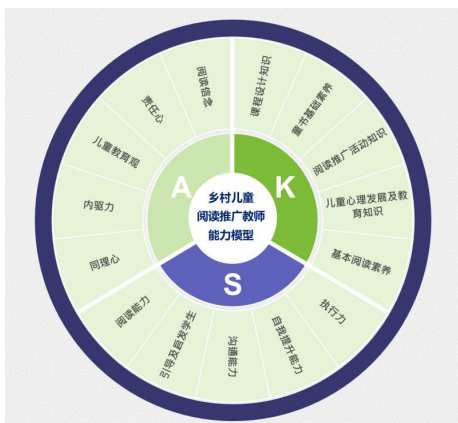 乡村儿童
阅读推广教师
能力模型
A
K
S
课程设计知识
童书基础素养
阅读推广活动知识
儿童心理发展及教
育知识
基本阅读素养
执行力
自我提升能力
沟通能力
引导及启发学生
阅读能力
同理心
内驱力
儿童教育观
责任心
阅读信念